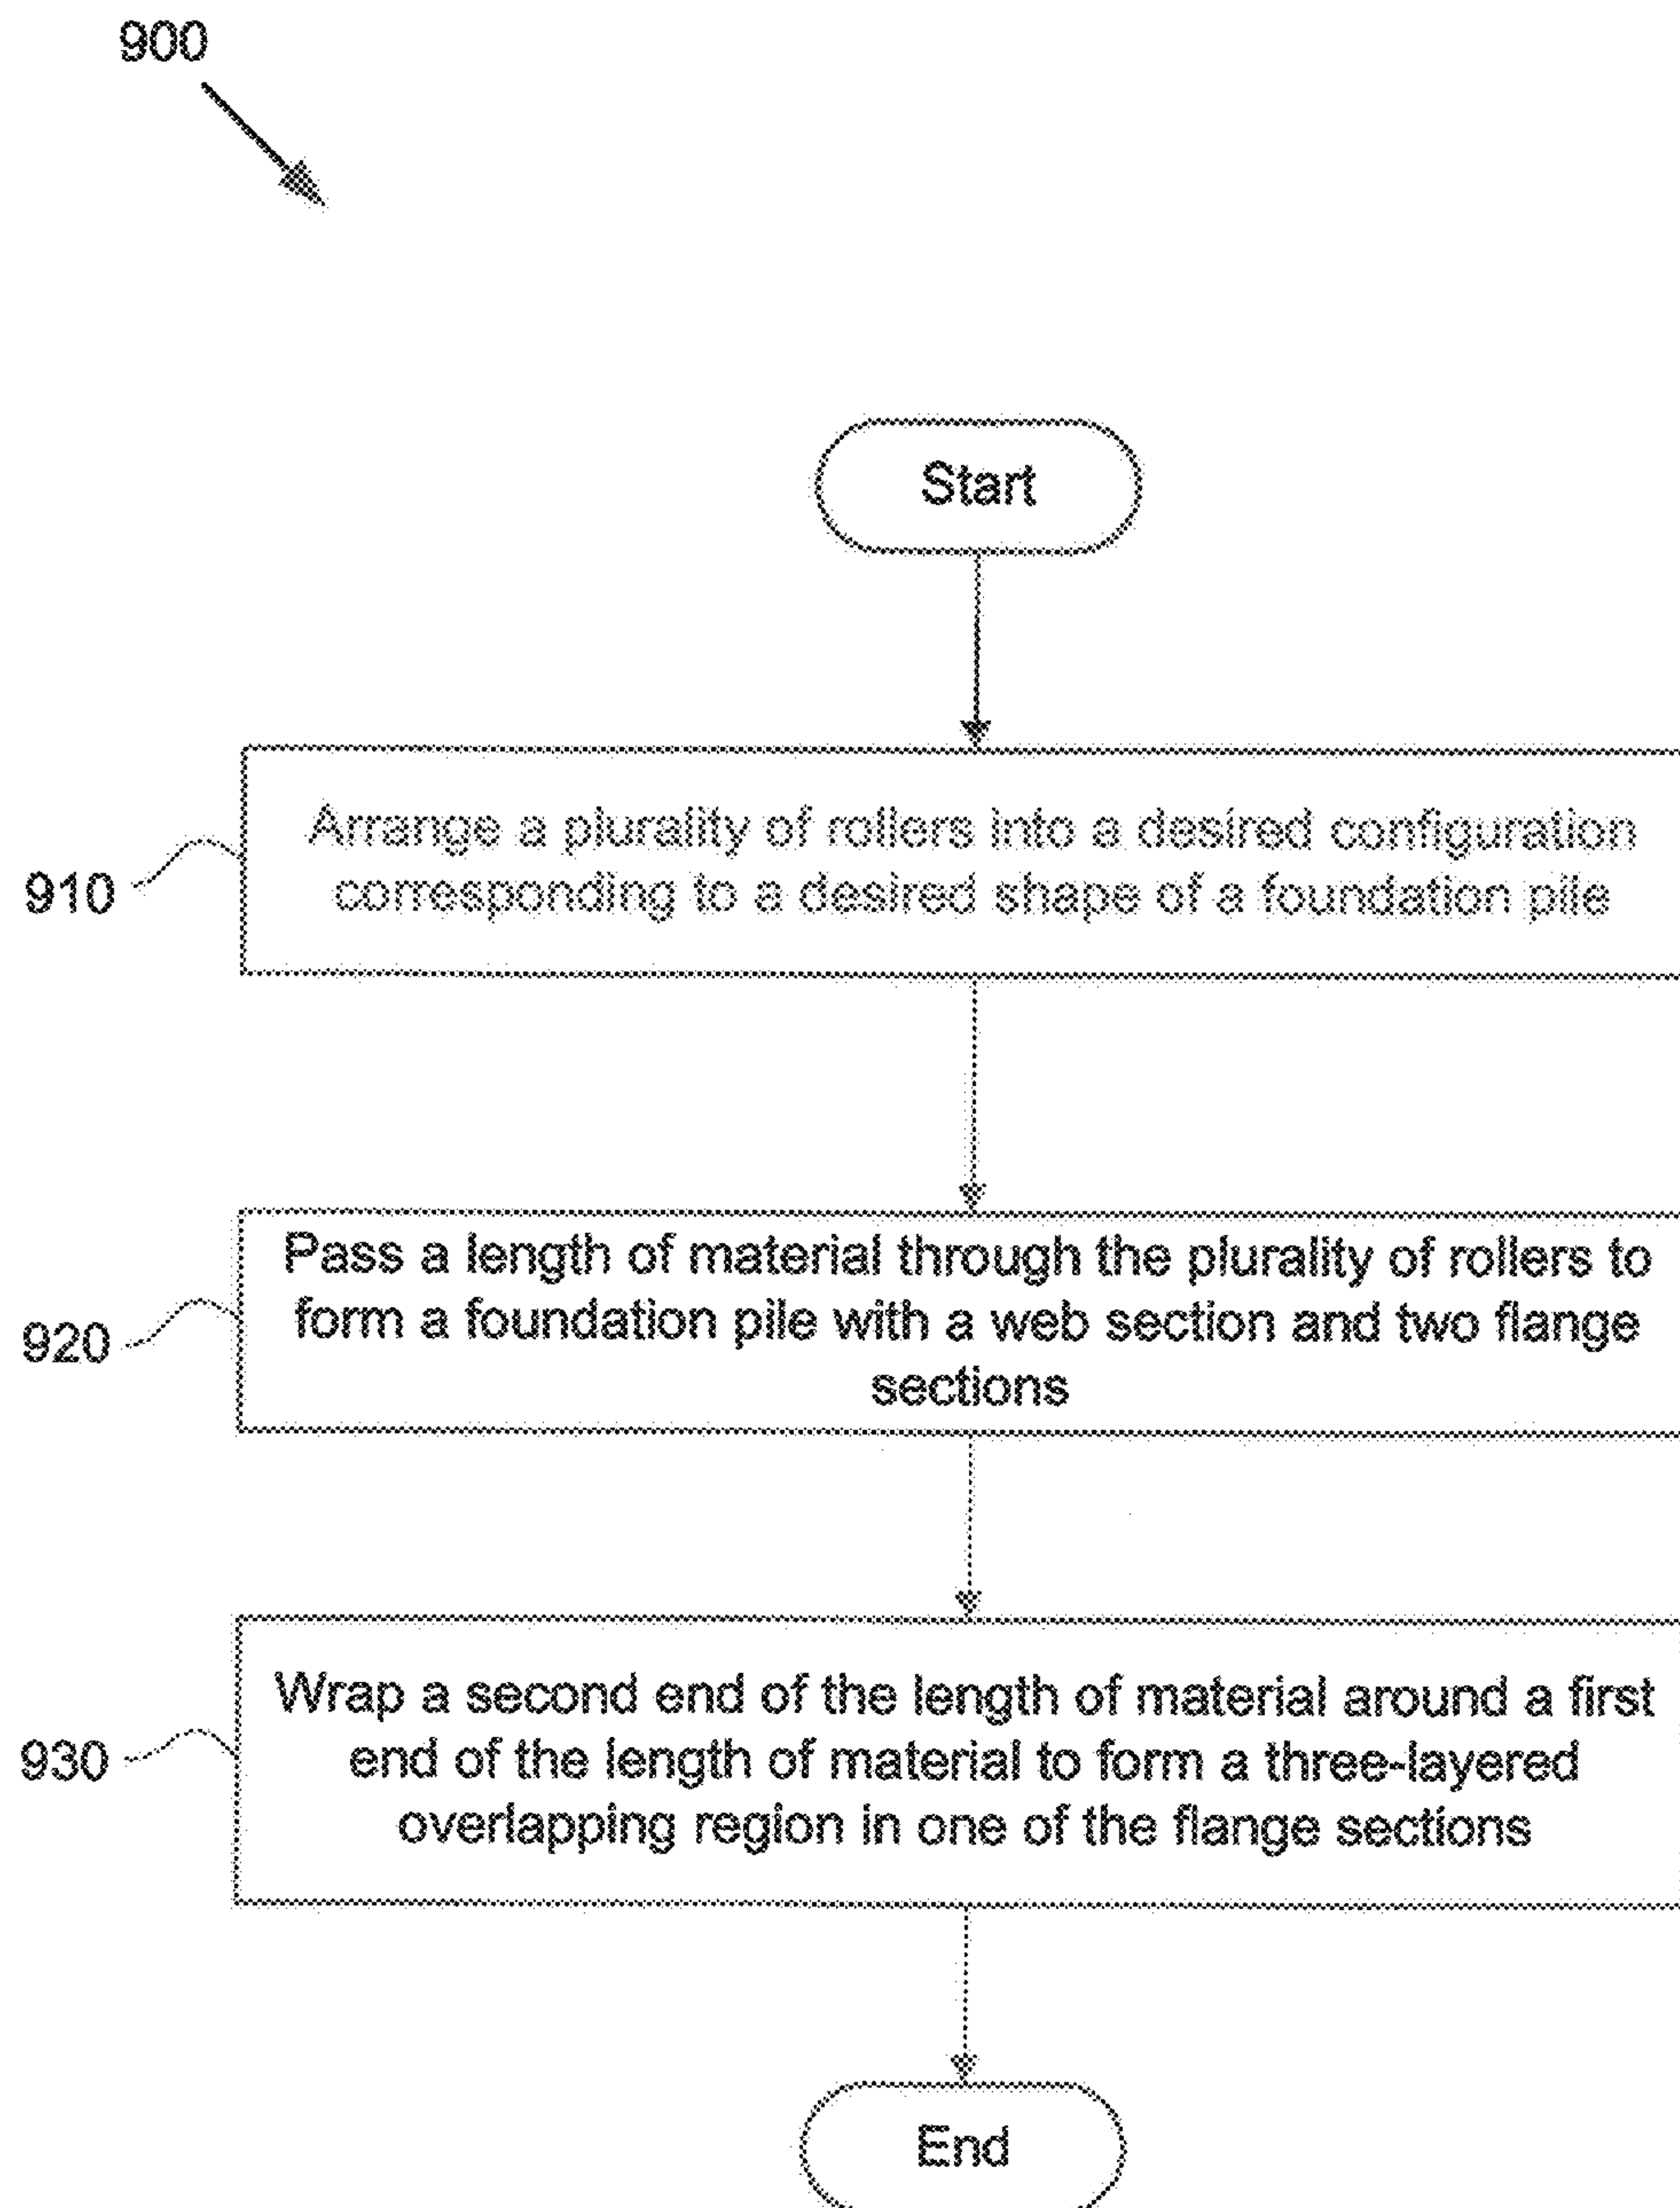 900
Start
910
Arrange a plurality of rollers into a desired configuration
corresponding to a desired shape of a foundation pile
920
Pass a length of material through the plurality of rollers to
form a foundation pile with a web section and two flange
sections
930
Wrap a second end of the length of material around a first
end of the length of material to form a three-layered
overlapping region in one of the flange sections
End